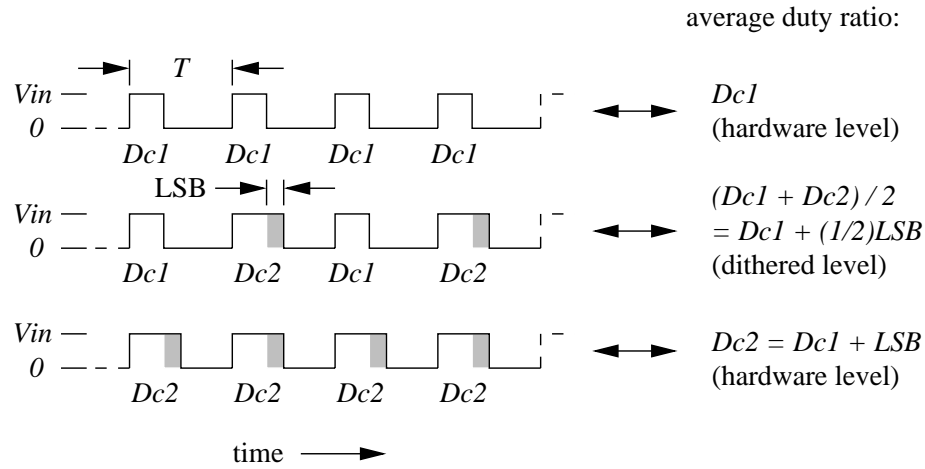 average duty ratio:
T
Vin
0
Dc1 Dc1 Dc1 Dc1
Dc1
(hardware level)
LSB
Vin
0
Dc1 Dc2 Dc1 Dc2
(Dc1 + Dc2) / 2
= Dc1 + (1/2)LSB
(dithered level)
Vin
0
Dc2 Dc2 Dc2 Dc2
Dc2 = Dc1 + LSB
(hardware level)
time